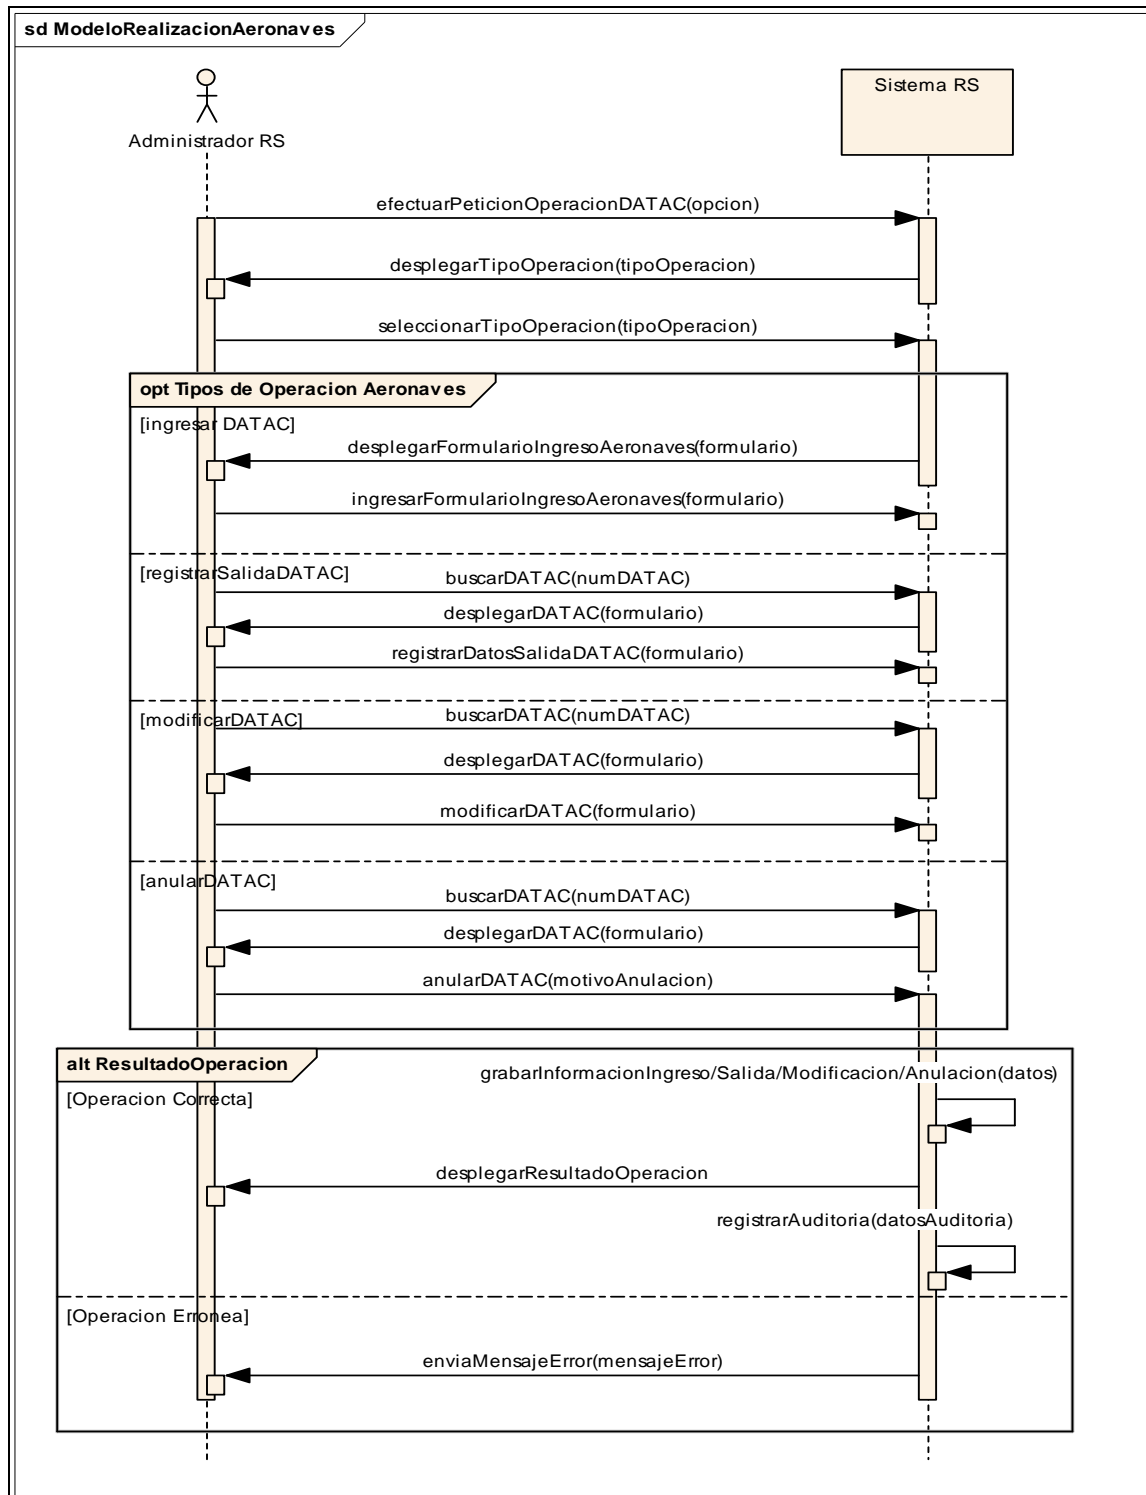 sd ModeloRealizacionAeronaves
Administrador RS
Sistema RS
efectuarPeticionOperacionDATAC(opcion)
desplegarTipoOperacion(tipoOperacion)
seleccionarTipoOperacion(tipoOperacion)
opt Tipos de Operacion Aeronaves
[ingresar DATAC]
desplegarFormularioIngresoAeronaves(formulario)
ingresarFormularioIngresoAeronaves(formulario)
[registrarSalidaDATAC]
buscarDATAC(numDATAC)
desplegarDATAC(formulario)
registrarDatosSalidaDATAC(formulario)
[modificarDATAC]
buscarDATAC(numDATAC)
desplegarDATAC(formulario)
modificarDATAC(formulario)
[anularDATAC]
buscarDATAC(numDATAC)
desplegarDATAC(formulario)
anularDATAC(motivoAnulacion)
alt ResultadoOperacion
grabarInformacionIngreso/Salida/Modificacion/Anulacion(datos)
[Operacion Correcta]
desplegarResultadoOperacion
registrarAuditoria(datosAuditoria)
[Operacion Erronea]
enviaMensajeError(mensajeError)